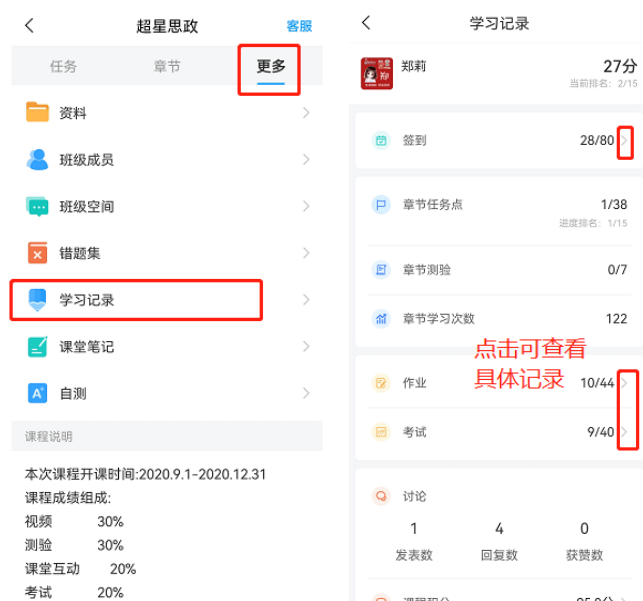 超星思政
客服
任务
章节
更多
资料
班级成员
班级空间
错题集
学习记录
课堂笔记
自测
课程说明
本次课程开课时间:2020.9.1-2020.12.31
课程成绩组成:
视频 30%
测验 30%
课堂互动 20%
考试 20%
学习记录
郑莉
27分
当前排名: 2/15
签到 28/80
章节任务点 1/38
进度排名: 1/15
章节测验 0/7
章节学习次数 122
点击可查看
具体记录
作业 10/44
考试 9/40
讨论
1 4 0
发表数 回复数 获赞数